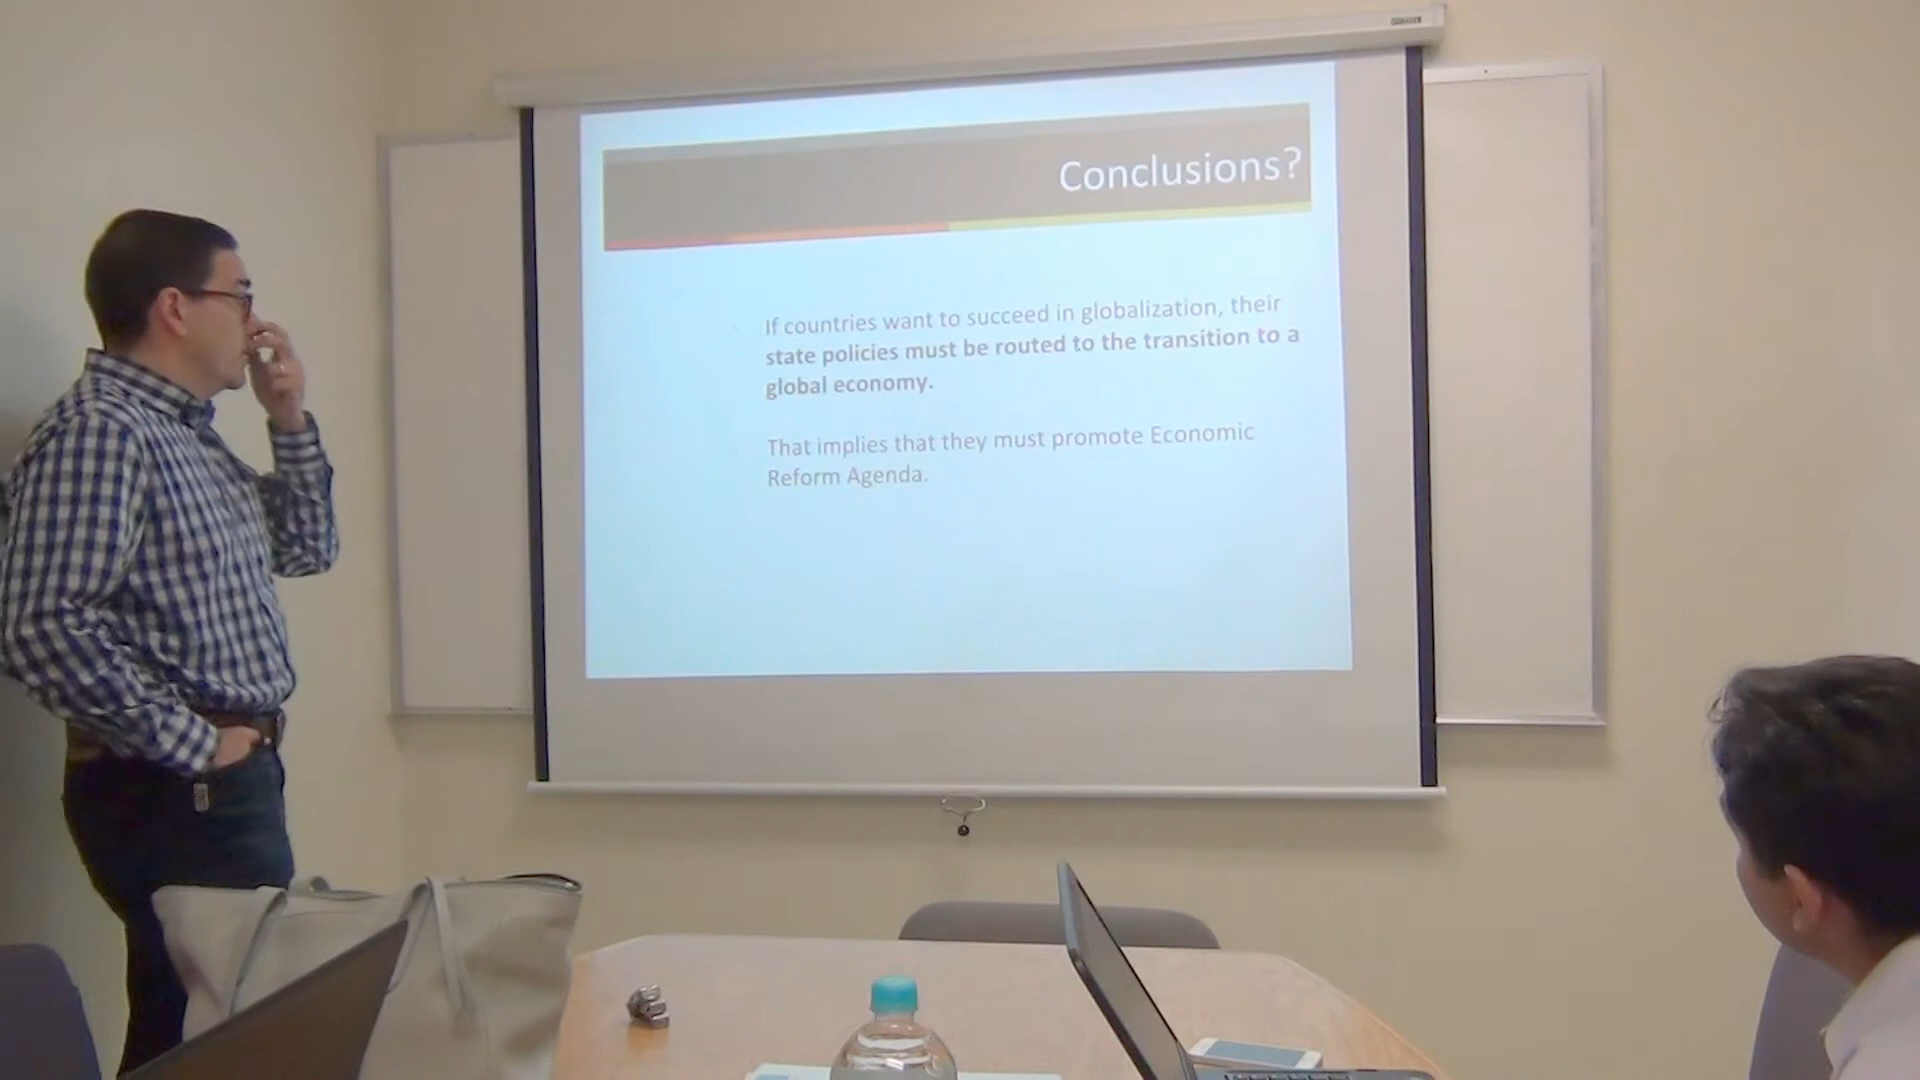 Conclusions?
If countries want to succeed in globalization, their
state policies must be routed to the transition to a
global economy.
That implies that they must promote Economic
Reform Agenda.